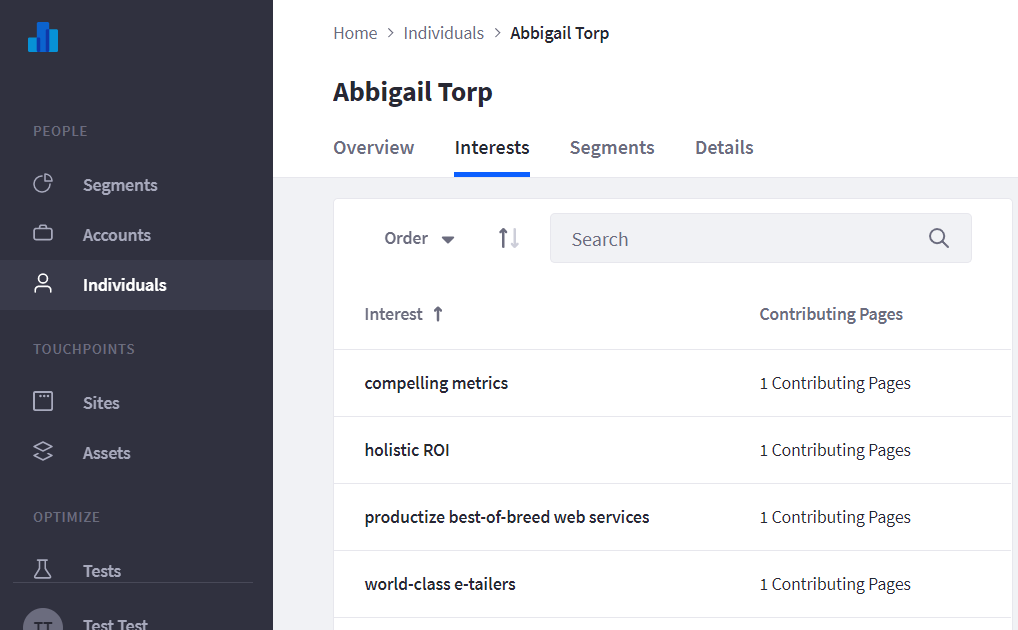 PEOPLE
Segments
Accounts
Individuals
TOUCHPOINTS
Sites
Assets
OPTIMIZE
Tests
TT Test Test
Home > Individuals > Abbigail Torp
Abbigail Torp
Overview Interests Segments Details
Order Search
Interest Contributing Pages
compelling metrics 1 Contributing Pages
holistic ROI 1 Contributing Pages
productize best-of-breed web services 1 Contributing Pages
world-class e-tailers 1 Contributing Pages